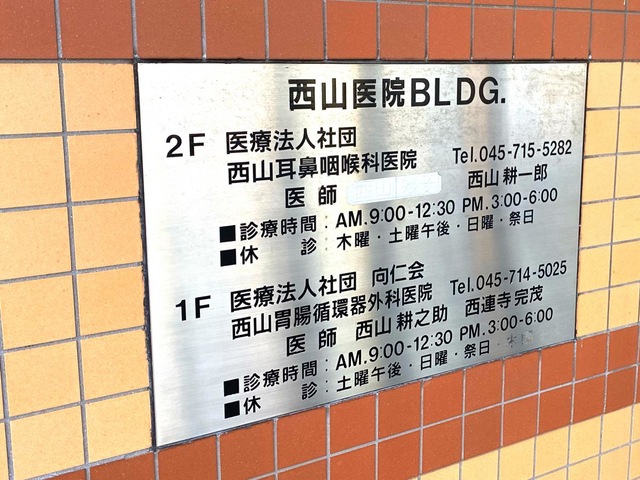 西山医院BLDG.
2F 医療法人社団
西山耳鼻咽喉科医院 Tel.045-715-5282
医師 西山耕一郎
■診療時間:AM.9:00-12:30 PM.3:00-6:00
■休診:木曜・土曜午後・日曜・祭日
1F 医療法人社団 向仁会
西山胃腸循環器外科医院 Tel.045-714-5025
医師 西山耕之助 西連寺完茂
■診療時間:AM.9:00-12:30 PM.3:00-6:00
■休診:土曜午後・日曜・祭日